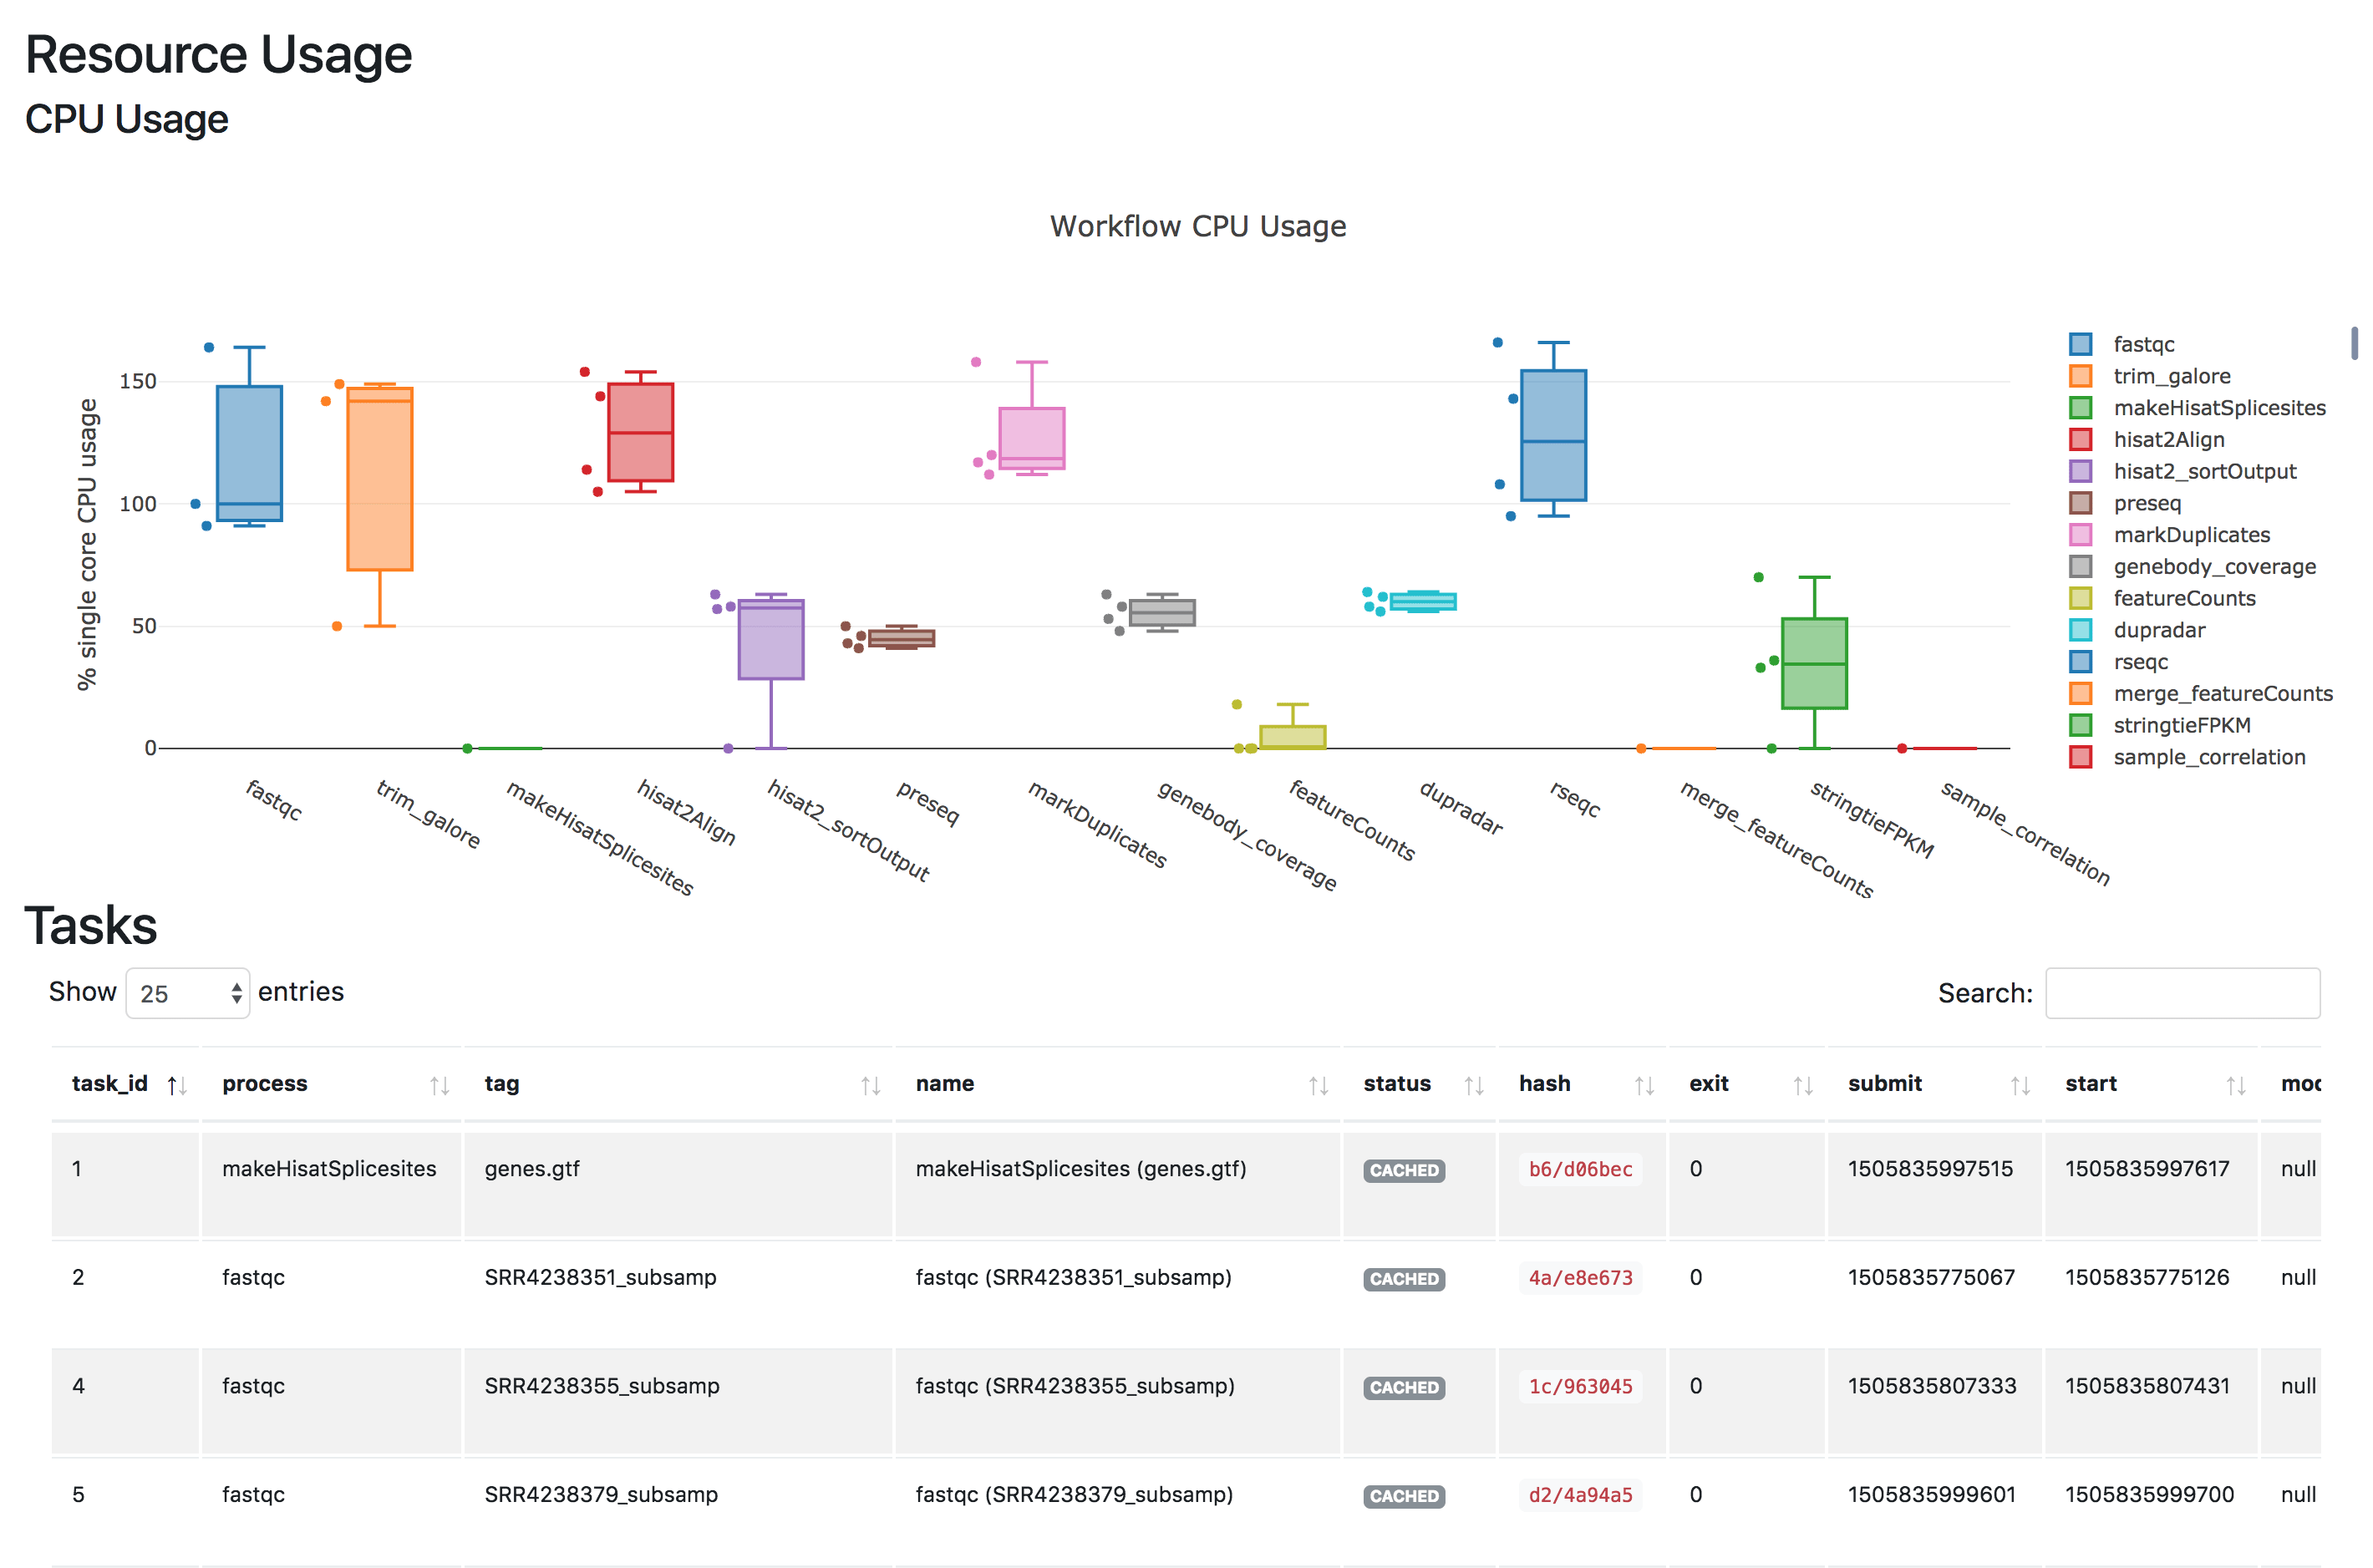 Resource Usage
CPU Usage
Workflow CPU Usage
% single core CPU usage
150
100
50
0
fastqc
trim_galore
makeHisatSplicesites
hisat2Align
hisat2_sortOutput
preseq
markDuplicates
genebody_coverage
featureCounts
dupradar
rseqc
merge_featureCounts
stringtieFPKM
sample_correlation
fastqc
trim_galore
makeHisatSplicesites
hisat2Align
hisat2_sortOutput
preseq
markDuplicates
genebody_coverage
featureCounts
dupradar
rseqc
merge_featureCounts
stringtieFPKM
sample_correlation
Tasks
Show 25 entries Search:
task_id process tag name status hash exit submit start
1 makeHisatSplicesites genes.gtf makeHisatSplicesites (genes.gtf) CACHED b6/d06bec 0 1505835997515 1505835997617 null
2 fastqc SRR4238351_subsamp fastqc (SRR4238351_subsamp) CACHED 4a/e8e673 0 1505835775067 1505835775126 null
4 fastqc SRR4238355_subsamp fastqc (SRR4238355_subsamp) CACHED 1c/963045 0 1505835807333 1505835807431 null
5 fastqc SRR4238379_subsamp fastqc (SRR4238379_subsamp) CACHED d2/4a94a5 0 1505835999601 1505835999700 null